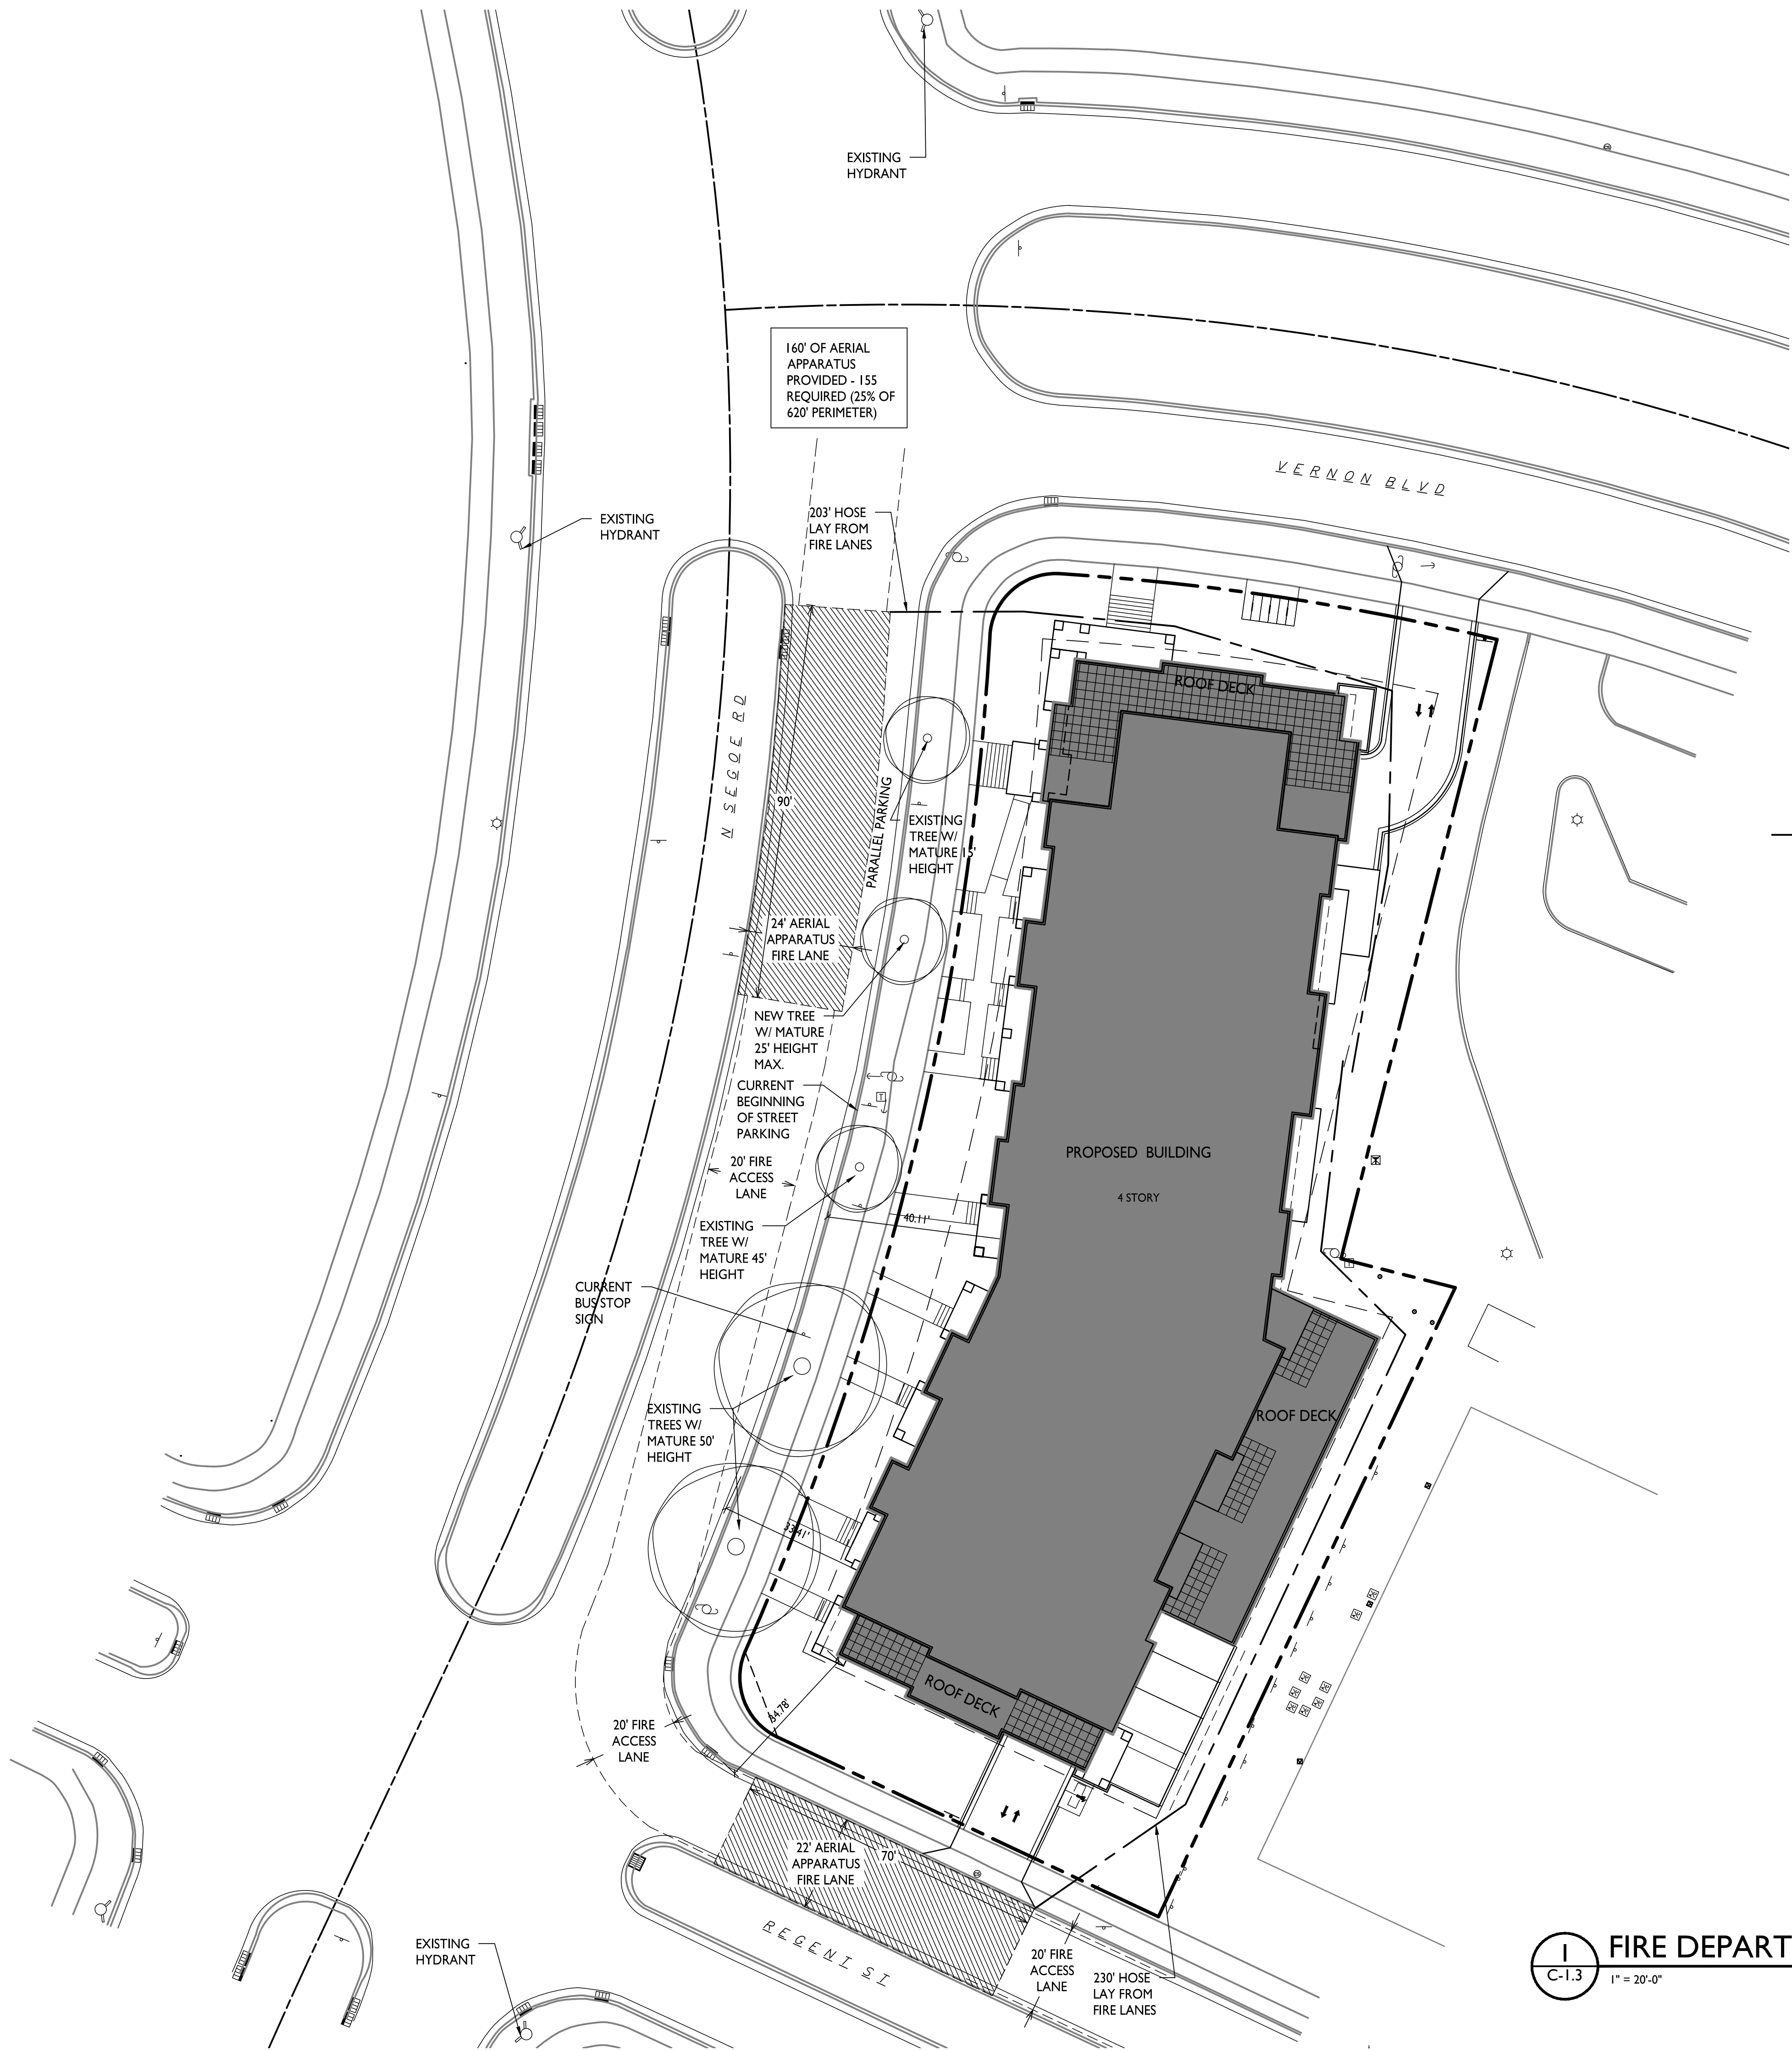 EXISTING
HYDRANT
160' OF AERIAL
APPARATUS
PROVIDED - 155
REQUIRED (25% OF
620' PERIMETER)
VERNON BLVD
EXISTING
HYDRANT
203' HOSE
LAY FROM
FIRE LANES
ROOF DECK
N SEGOE RD
90'
PARALLEL PARKING
EXISTING
TREE W/
MATURE 15'
HEIGHT
24' AERIAL
APPARATUS
FIRE LANE
NEW TREE
W/ MATURE
25' HEIGHT
MAX.
CURRENT
BEGINNING
OF STREET
PARKING
T
PROPOSED BUILDING
4 STORY
20' FIRE
ACCESS
LANE
40.11'
EXISTING
TREE W/
MATURE 45'
HEIGHT
CURRENT
BUS STOP
SIGN
EXISTING
TREES W/
MATURE 50'
HEIGHT
ROOF DECK
33.41'
ROOF DECK
20' FIRE
ACCESS
LANE
22' AERIAL
APPARATUS
FIRE LANE
70'
REGENT ST
EXISTING
HYDRANT
20' FIRE
ACCESS
LANE
230' HOSE
LAY FROM
FIRE LANES
1
C-1.3
FIRE DEPART
1" = 20'-0"